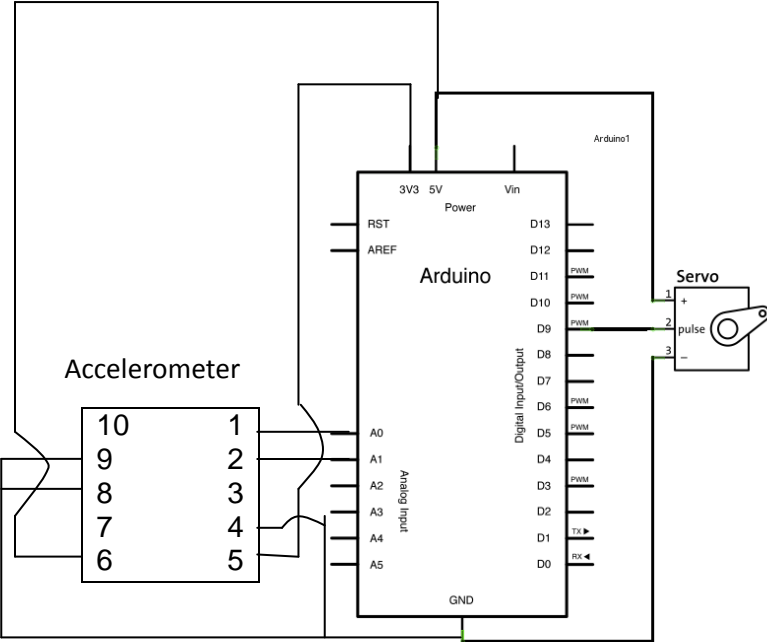 Arduino1
3V3 5V Vin
Power
RST D13
AREF D12
Arduino
D11 PWM
D10 PWM
D9 PWM
D8
D7
D6 PWM
D5 PWM
D4
D3 PWM
D2
D1 TX
D0 RX
Digital Input/Output
A0
A1
A2
A3
A4
A5
Analog Input
GND
Servo
1 +
2 pulse
3 −
Accelerometer
10 1
9 2
8 3
7 4
6 5